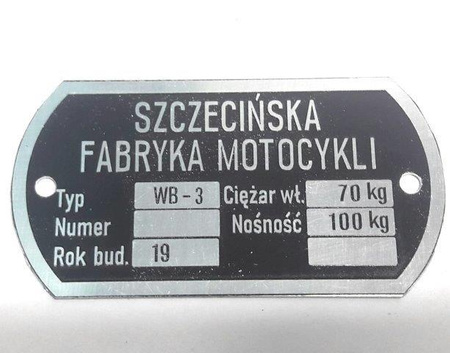 SZCZECIŃSKA
FABRYKA MOTOCYKLI
Typ WB-3 Ciężar wł. 70 kg
Numer Nośność 100 kg
Rok bud. 19